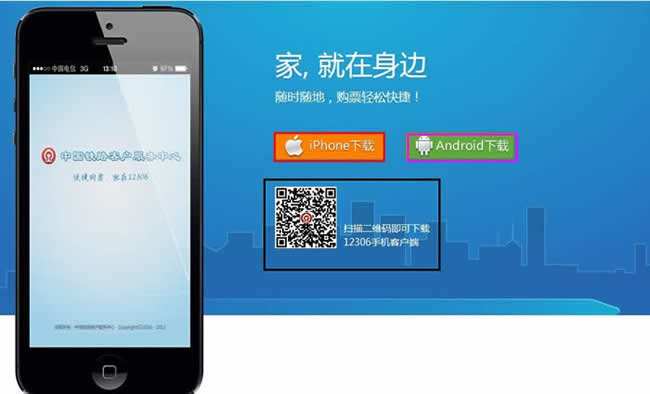 中国电信 3G 13:10 97%
中国铁路客户服务中心
便捷购票，就在12306
家, 就在身边
随时随地，购票轻松快捷！
iPhone下载
Android下载
扫描二维码即可下载
12306手机客户端